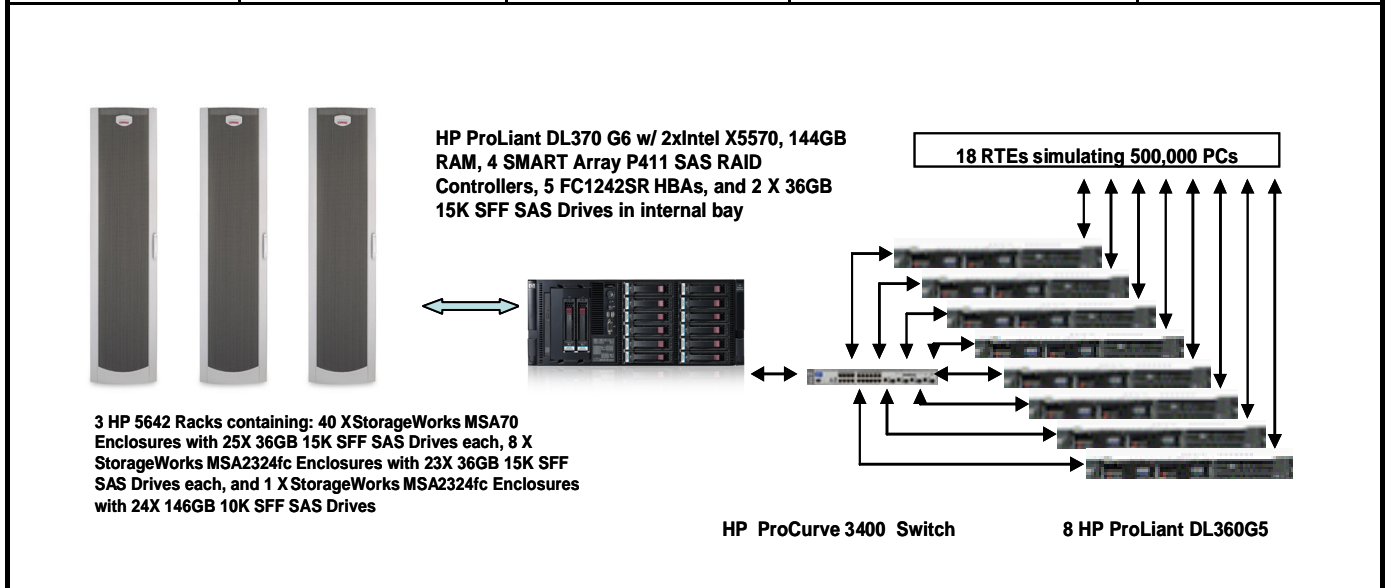 HP ProLiant DL370 G6 w/ 2xIntel X5570, 144GB
RAM, 4 SMART Array P411 SAS RAID
Controllers, 5 FC1242SR HBAs, and 2 X 36GB
15K SFF SAS Drives in internal bay
18 RTEs simulating 500,000 PCs
3 HP 5642 Racks containing: 40 XStorageWorks MSA70
Enclosures with 25X 36GB 15K SFF SAS Drives each, 8 X
StorageWorks MSA2324fc Enclosures with 23X 36GB 15K SFF
SAS Drives each, and 1 X StorageWorks MSA2324fc Enclosures
with 24X 146GB 10K SFF SAS Drives
HP ProCurve 3400 Switch
8 HP ProLiant DL360G5